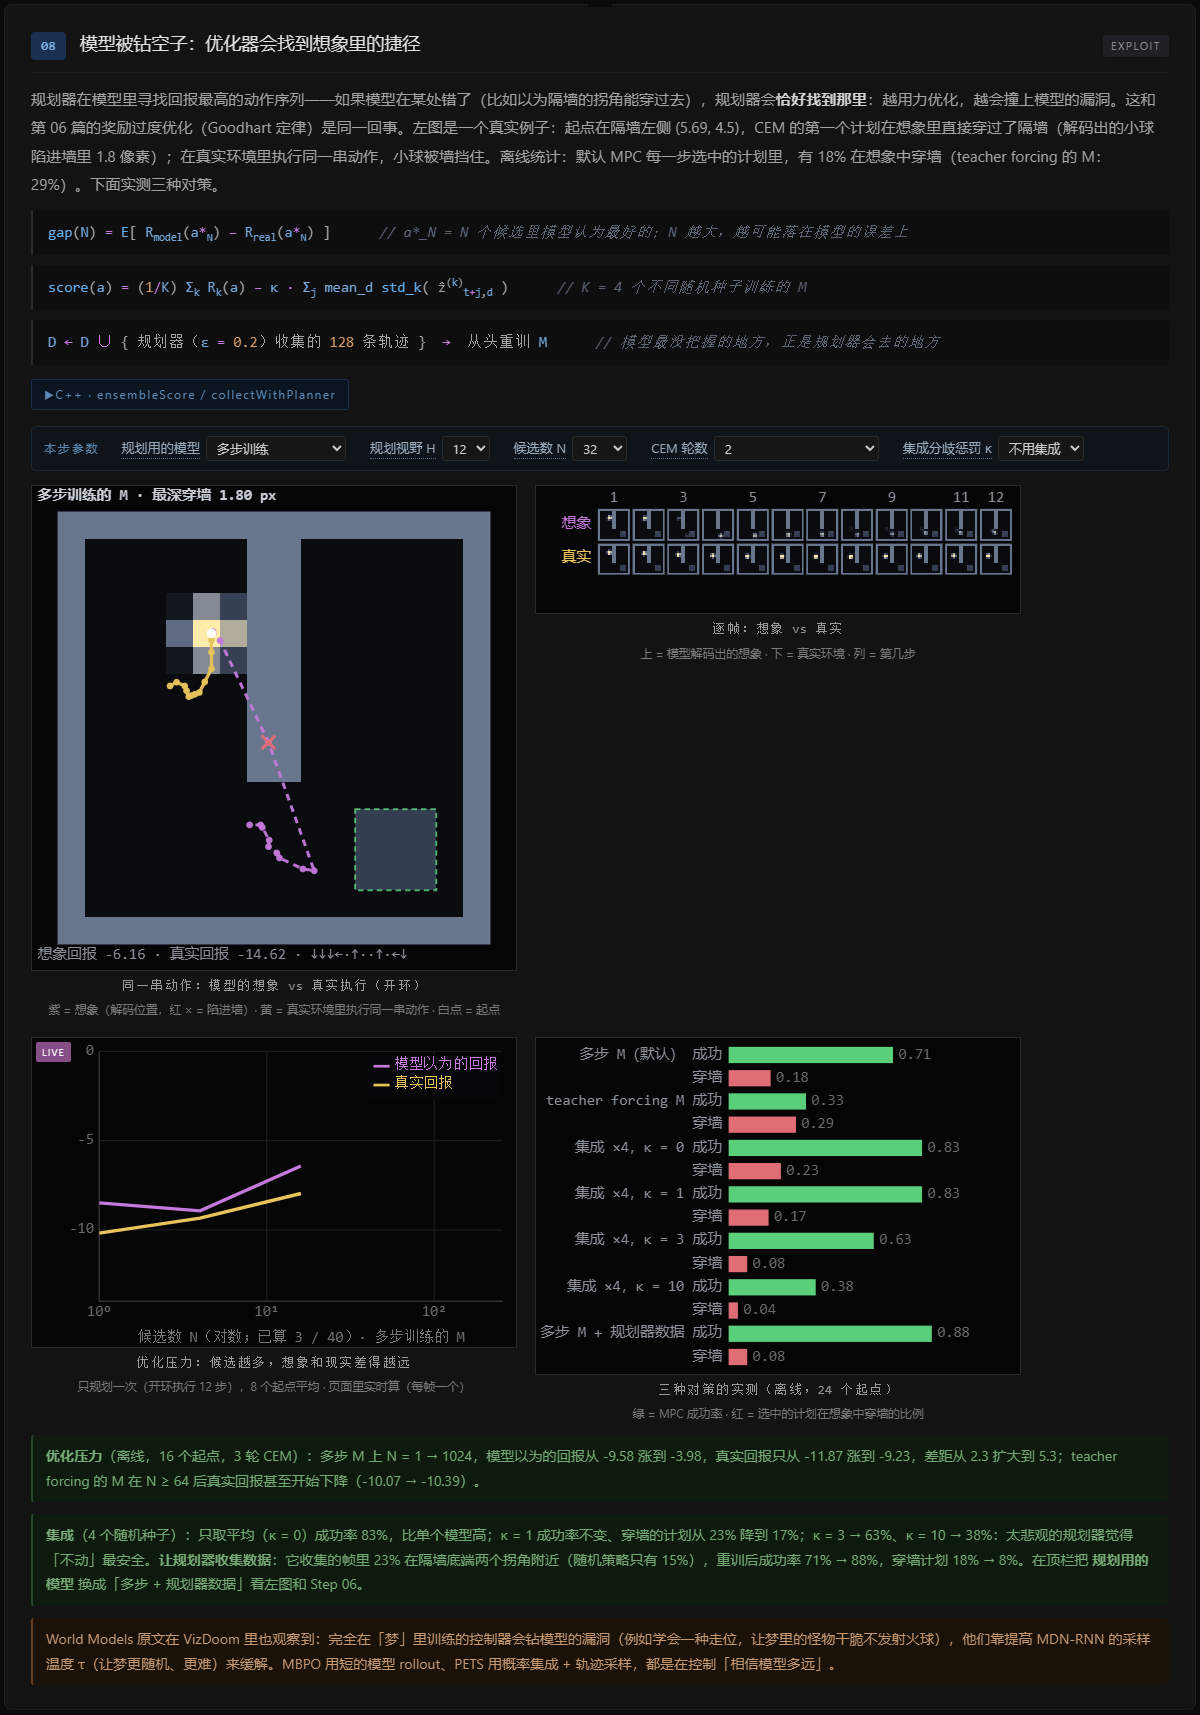 08 模型被钻空子：优化器会找到想象里的捷径 EXPLOIT
规划器在模型里寻找回报最高的动作序列——如果模型在某处错了（比如以为隔墙的拐角能穿过去），规划器会恰好找到那里：越用力优化，越会撞上模型的漏洞。这和
第 06 篇的奖励过度优化（Goodhart 定律）是同一回事。左图是一个真实例子：起点在隔墙左侧 (5.69, 4.5)，CEM 的第一个计划在想象里直接穿过了隔墙（解码出的小球
陷进墙里 1.8 像素）；在真实环境里执行同一串动作，小球被墙挡住。离线统计：默认 MPC 每一步选中的计划里，有 18% 在想象中穿墙（teacher forcing 的 M：
29%）。下面实测三种对策。
gap(N) = E[ R_model(a*_N) − R_real(a*_N) ] // a*_N = N 个候选里模型认为最好的；N 越大，越可能落在模型的误差上
score(a) = (1/K) Σ_k R_k(a) − κ · Σ_j mean_d std_k( ẑ^(k)_t+j,d ) // K = 4 个不同随机种子训练的 M
D ← D ∪ { 规划器（ε = 0.2）收集的 128 条轨迹 } → 从头重训 M // 模型最没把握的地方，正是规划器会去的地方
▶C++ · ensembleScore / collectWithPlanner
本步参数 规划用的模型 多步训练 规划视野 H 12 候选数 N 32 CEM 轮数 2 集成分歧惩罚 κ 不用集成
多步训练的 M · 最深穿墙 1.80 px
想象回报 -6.16 · 真实回报 -14.62 · ↓↓↓←·↑··↑·←↓
同一串动作：模型的想象 vs 真实执行（开环）
紫 = 想象（解码位置，红 × = 陷进墙）· 黄 = 真实环境里执行同一串动作 · 白点 = 起点
1 3 5 7 9 11 12
想象
真实
逐帧：想象 vs 真实
上 = 模型解码出的想象 · 下 = 真实环境 · 列 = 第几步
LIVE
模型以为的回报
真实回报
0
-5
-10
10⁰ 10¹ 10²
候选数 N（对数；已算 3 / 40）· 多步训练的 M
优化压力：候选越多，想象和现实差得越远
只规划一次（开环执行 12 步），8 个起点平均 · 页面里实时算（每帧一个）
多步 M（默认） 成功 0.71
穿墙 0.18
teacher forcing M 成功 0.33
穿墙 0.29
集成 ×4, κ = 0 成功 0.83
穿墙 0.23
集成 ×4, κ = 1 成功 0.83
穿墙 0.17
集成 ×4, κ = 3 成功 0.63
穿墙 0.08
集成 ×4, κ = 10 成功 0.38
穿墙 0.04
多步 M + 规划器数据 成功 0.88
穿墙 0.08
三种对策的实测（离线，24 个起点）
绿 = MPC 成功率 · 红 = 选中的计划在想象中穿墙的比例
优化压力（离线，16 个起点，3 轮 CEM）：多步 M 上 N = 1 → 1024，模型以为的回报从 -9.58 涨到 -3.98，真实回报只从 -11.87 涨到 -9.23，差距从 2.3 扩大到 5.3；teacher
forcing 的 M 在 N ≥ 64 后真实回报甚至开始下降（-10.07 → -10.39）。
集成（4 个随机种子）：只取平均（κ = 0）成功率 83%，比单个模型高；κ = 1 成功率不变、穿墙的计划从 23% 降到 17%；κ = 3 → 63%、κ = 10 → 38%：太悲观的规划器觉得
「不动」最安全。让规划器收集数据：它收集的帧里 23% 在隔墙底端两个拐角附近（随机策略只有 15%），重训后成功率 71% → 88%，穿墙计划 18% → 8%。在顶栏把 规划用的
模型 换成「多步 + 规划器数据」看左图和 Step 06。
World Models 原文在 VizDoom 里也观察到：完全在「梦」里训练的控制器会钻模型的漏洞（例如学会一种走位，让梦里的怪物干脆不发射火球），他们靠提高 MDN-RNN 的采样
温度 τ（让梦更随机、更难）来缓解。MBPO 用短的模型 rollout、PETS 用概率集成 + 轨迹采样，都是在控制「相信模型多远」。